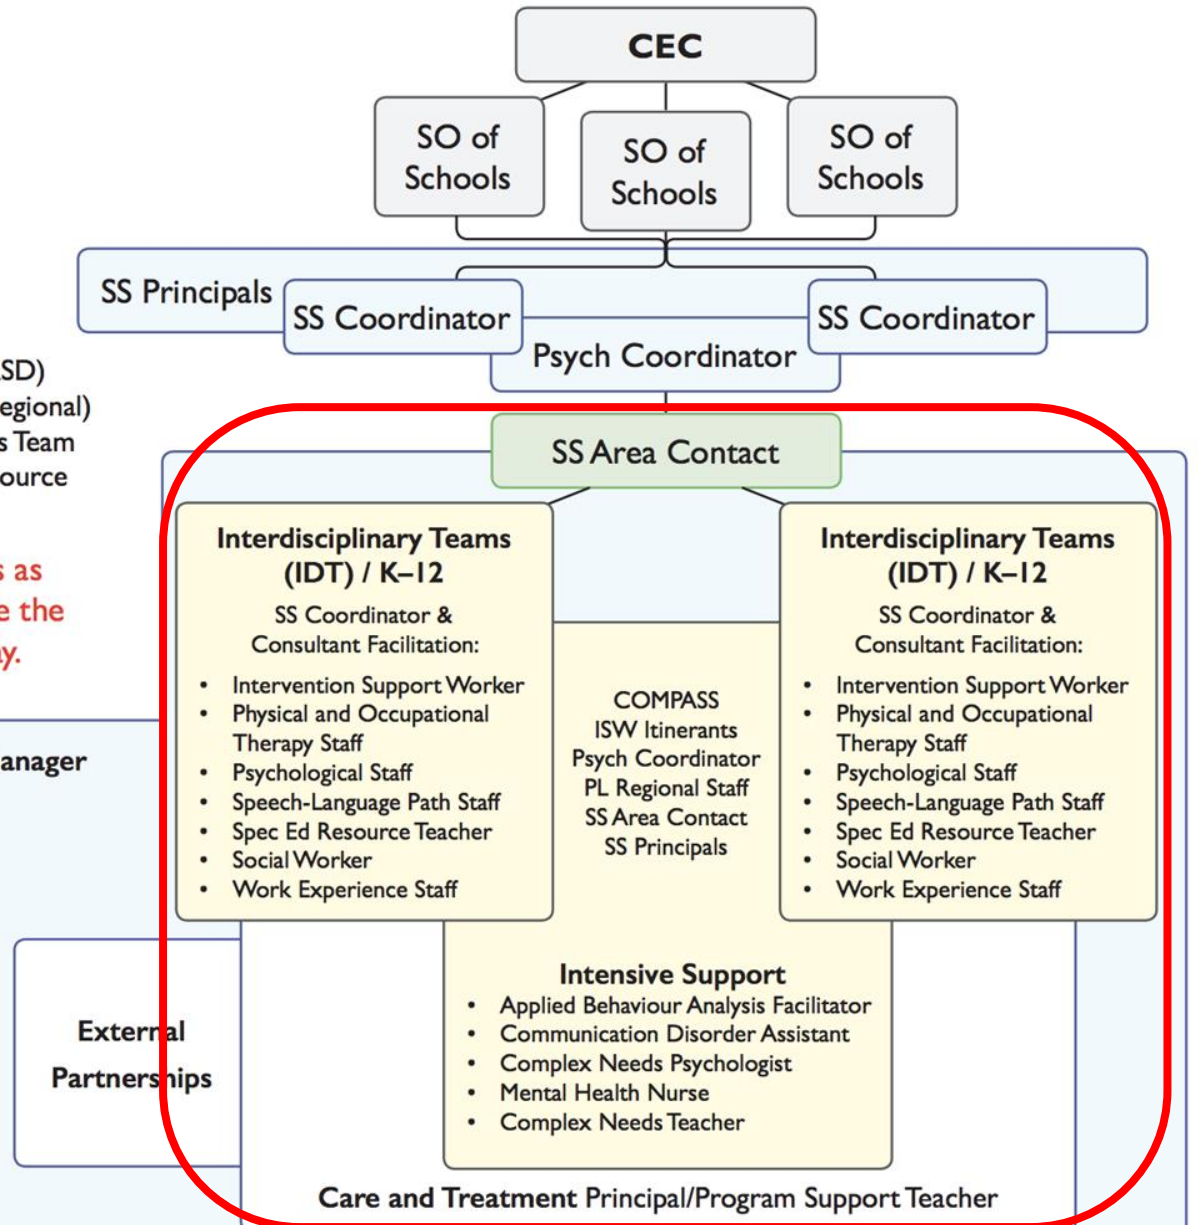 CEC
SO of
Schools
SO of
Schools
SO of
Schools
SS Principals
SS Coordinator
SS Coordinator
Psych Coordinator
SD)
egional)
s Team
ource
s as
e the
y.
anager
SS Area Contact
Interdisciplinary Teams
(IDT) / K–12
SS Coordinator &
Consultant Facilitation:
• Intervention Support Worker
• Physical and Occupational
Therapy Staff
• Psychological Staff
• Speech-Language Path Staff
• Spec Ed Resource Teacher
• Social Worker
• Work Experience Staff
COMPASS
ISW Itinerants
Psych Coordinator
PL Regional Staff
SS Area Contact
SS Principals
Interdisciplinary Teams
(IDT) / K–12
SS Coordinator &
Consultant Facilitation:
• Intervention Support Worker
• Physical and Occupational
Therapy Staff
• Psychological Staff
• Speech-Language Path Staff
• Spec Ed Resource Teacher
• Social Worker
• Work Experience Staff
External
Partnerships
Intensive Support
• Applied Behaviour Analysis Facilitator
• Communication Disorder Assistant
• Complex Needs Psychologist
• Mental Health Nurse
• Complex Needs Teacher
Care and Treatment Principal/Program Support Teacher